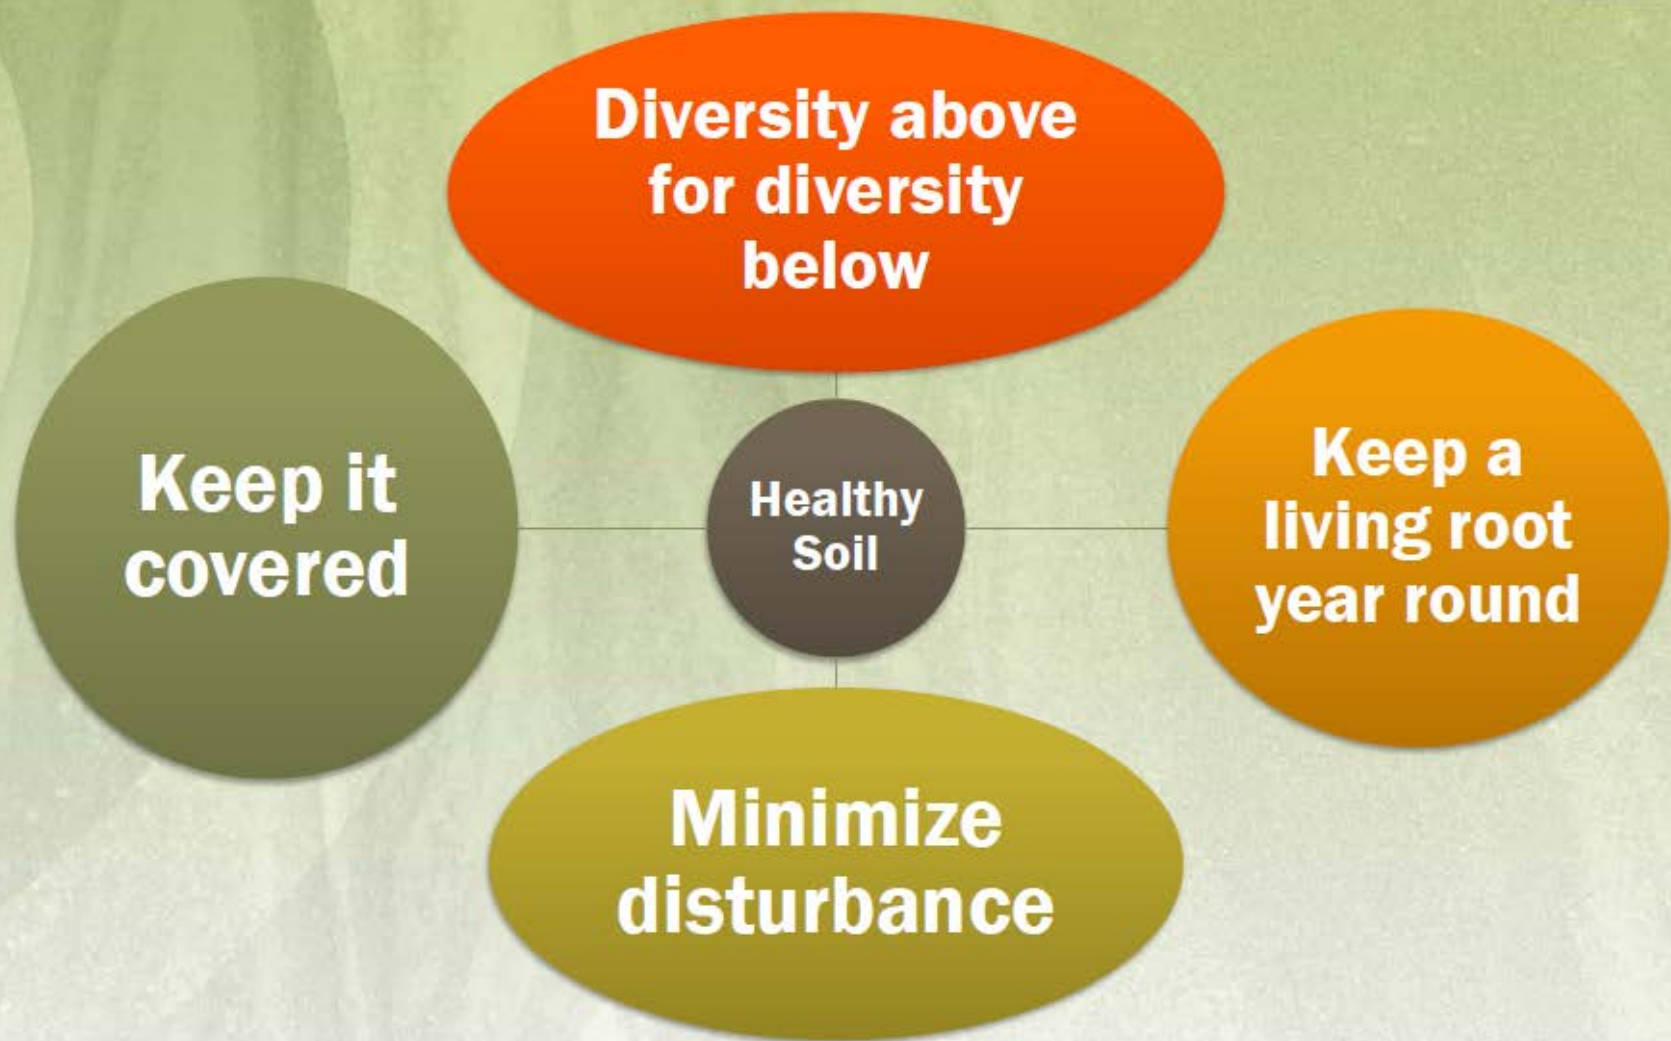 Diversity above
for diversity
below
Keep it
covered
Healthy
Soil
Keep a
living root
year round
Minimize
disturbance